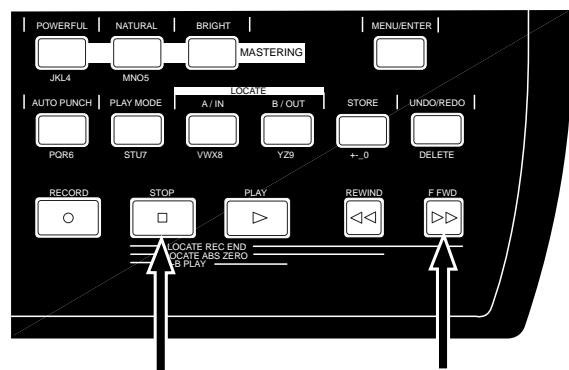 POWERFUL NATURAL BRIGHT MENU/ENTER
MASTERING
JKL4 MNO5
LOCATE
AUTO PUNCH PLAY MODE A / IN B / OUT STORE UNDO/REDO
PQR6 STU7 VWX8 YZ9 +-_0 DELETE
RECORD STOP PLAY REWIND F FWD
LOCATE REC END
LOCATE ABS ZERO
-B PLAY